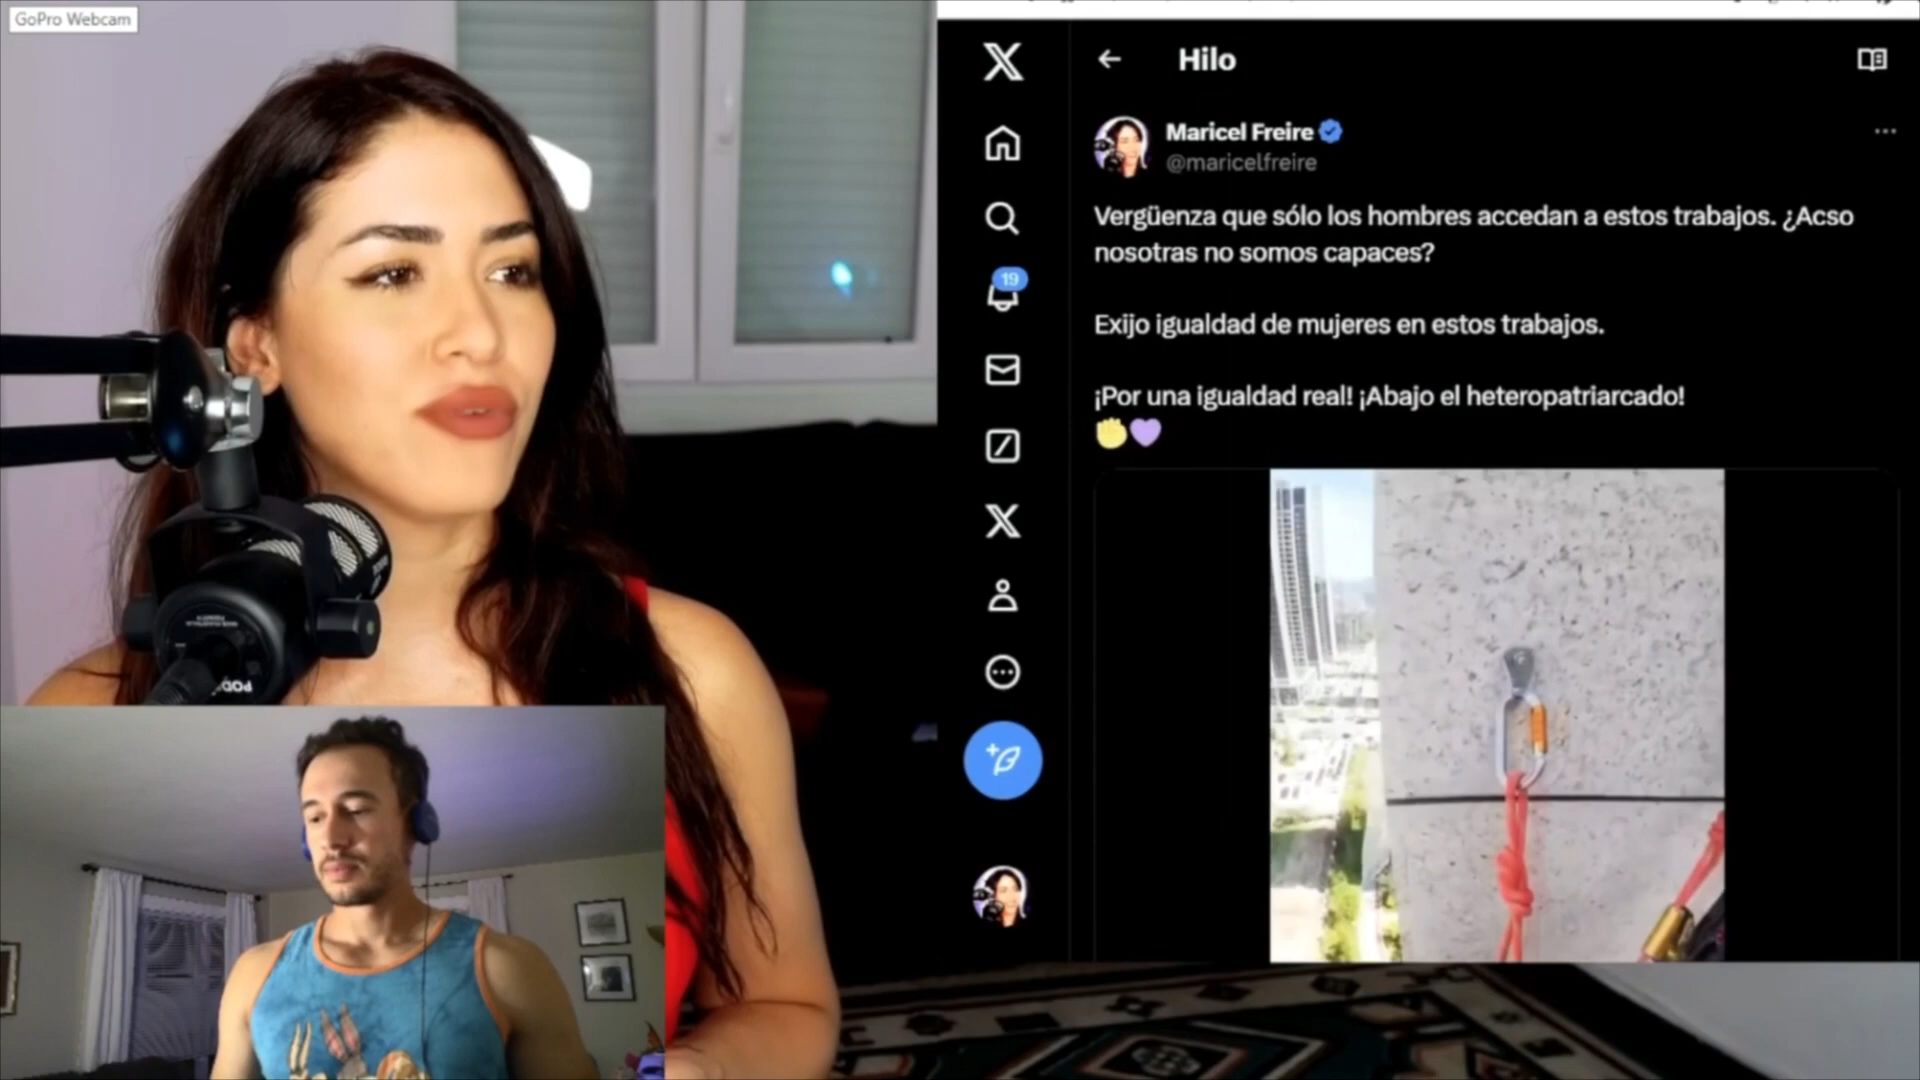 GoPro Webcam
Hilo
Maricel Freire
@maricelfreire
Vergüenza que sólo los hombres accedan a estos trabajos. ¿Acso
nosotras no somos capaces?
19
Exijo igualdad de mujeres en estos trabajos.
¡Por una igualdad real! ¡Abajo el heteropatriarcado!